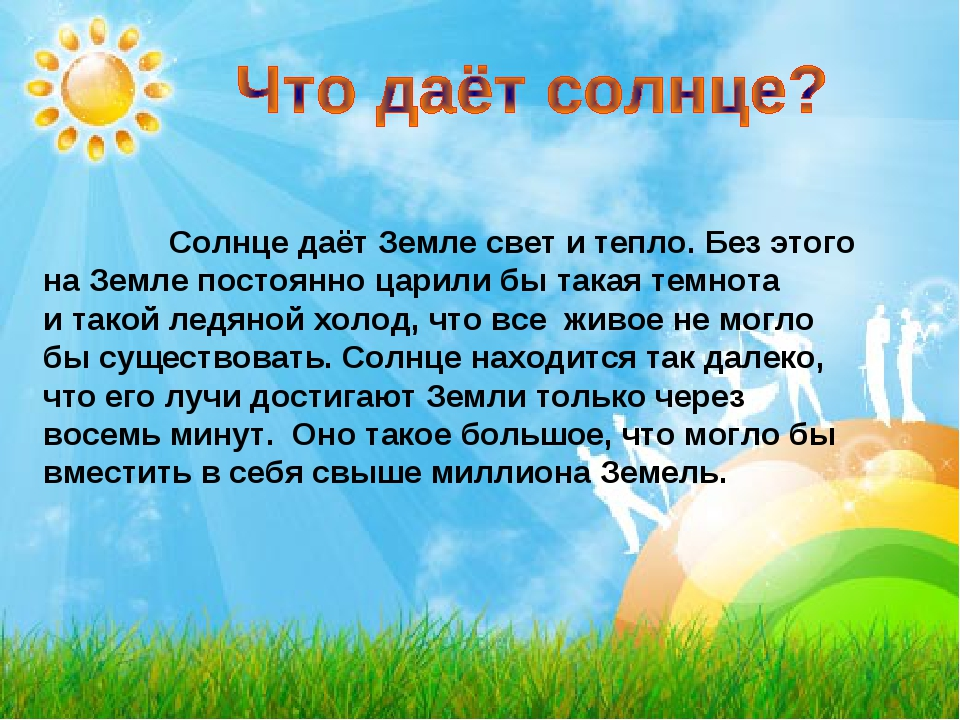 Что даёт солнце?
Солнце даёт Земле свет и тепло. Без этого
на Земле постоянно царили бы такая темнота
и такой ледяной холод, что все живое не могло
бы существовать. Солнце находится так далеко,
что его лучи достигают Земли только через
восемь минут. Оно такое большое, что могло бы
вместить в себя свыше миллиона Земель.